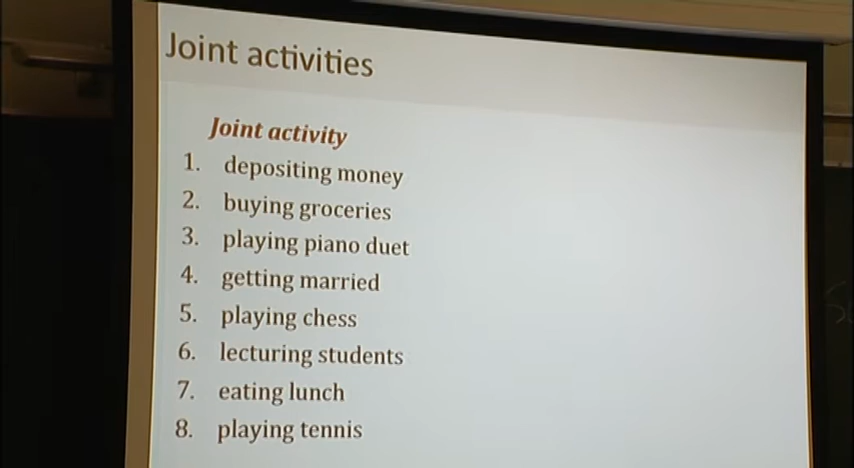 Joint activities
Joint activity
1. depositing money
2. buying groceries
3. playing piano duet
4. getting married
5. playing chess
6. lecturing students
7. eating lunch
8. playing tennis